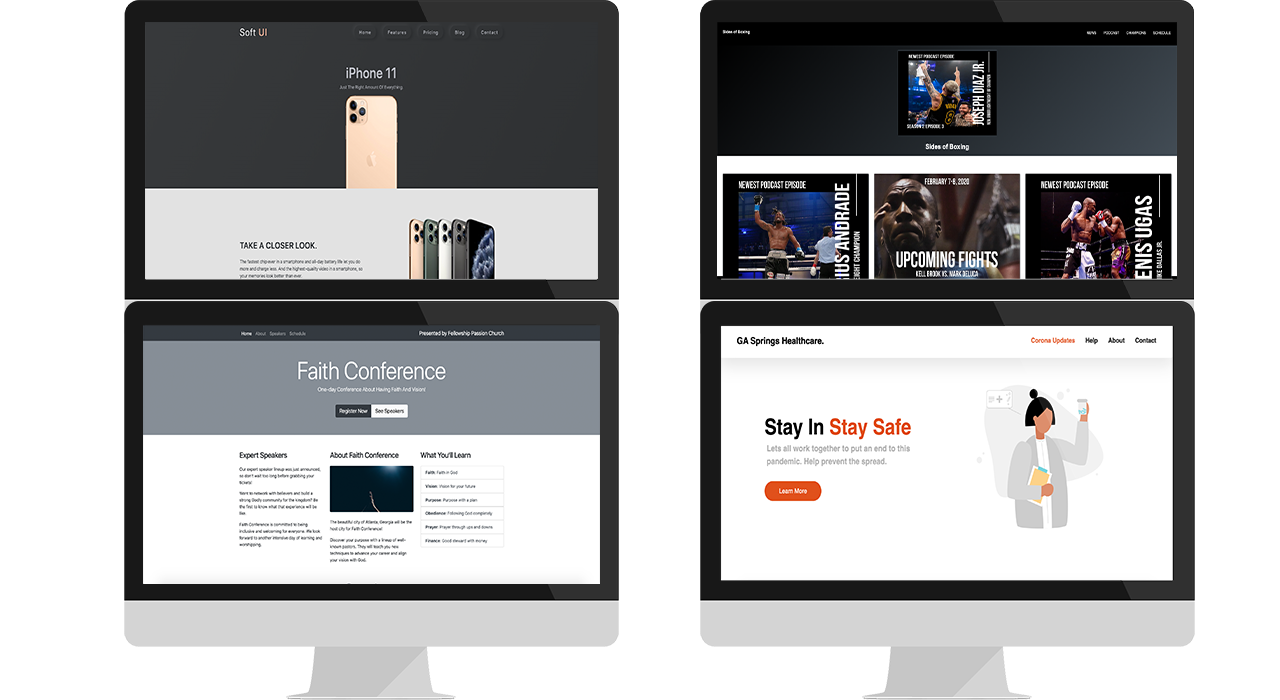 Soft UI
Home Features Pricing Blog Contact
iPhone 11
Just The Right Amount Of Everything
TAKE A CLOSER LOOK.
The fastest chip ever in a smartphone and all-day battery life let you do
more and charge less. And the highest-quality video in a smartphone, so
your memories look better than ever.
Sides of Boxing
NEWS PODCAST CHAMPIONS SCHEDULE
NEWEST PODCAST EPISODE
JOSEPH DIAZ JR.
SEASON 2 EPISODE 3
Sides of Boxing
NEWEST PODCAST EPISODE
IUS ANDRADE
EIGHT CHAMPION
FEBRUARY 7-8, 2020
UPCOMING FIGHTS
KELL BROOK VS. MARK DELUCA
NEWEST PODCAST EPISODE
ENIS UGAS
IKE DALLAS JR.
Home About Speakers Schedule
Presented by Fellowship Passion Church
Faith Conference
One-day Conference About Having Faith And Vision!
Register Now See Speakers
Expert Speakers
Our expert speaker lineup was just announced,
so don't wait too long before grabbing your
tickets!
Want to network with believers and build a
strong Godly community for the kingdom? Be
the first to know what that experience will be
like.
Faith Conference is committed to being
inclusive and welcoming for everyone. We look
forward to another intensive day of learning and
worshipping.
About Faith Conference
The beautiful city of Atlanta, Georgia will be the
host city for Faith Conference!
Discover your purpose with a lineup of well-
known pastors. They will teach you new
techniques to advance your career and align
your vision with God.
What You'll Learn
Faith: Faith in God
Vision: Vision for your future
Purpose: Purpose with a plan
Obedience: Following God completely
Prayer: Prayer through ups and downs
Finance: Good steward with money
GA Springs Healthcare.
Corona Updates Help About Contact
Stay In Stay Safe
Lets all work together to put an end to this
pandemic. Help prevent the spread.
Learn More